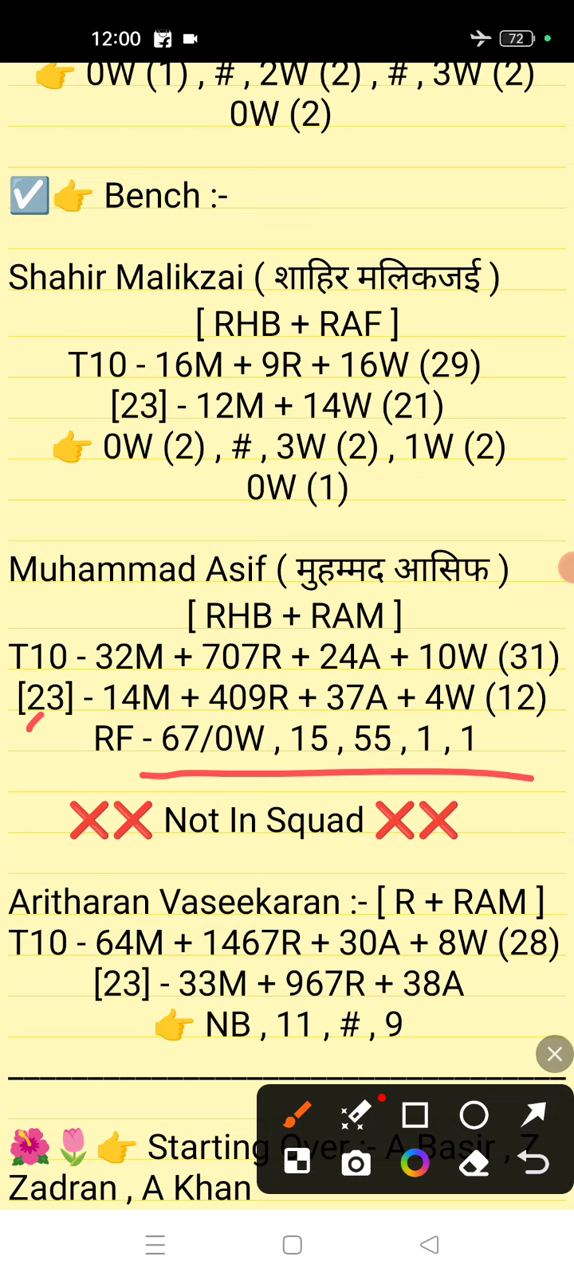 12:00
72
👉 0W (1) , # , 2W (2) , # , 3W (2)
0W (2)
☑️👉 Bench :-
Shahir Malikzai ( शाहिर मलिकजई )
[ RHB + RAF ]
T10 - 16M + 9R + 16W (29)
[23] - 12M + 14W (21)
👉 0W (2) , # , 3W (2) , 1W (2)
0W (1)
Muhammad Asif ( मुहम्मद आसिफ )
[ RHB + RAM ]
T10 - 32M + 707R + 24A + 10W (31)
[23] - 14M + 409R + 37A + 4W (12)
RF - 67/0W , 15 , 55 , 1 , 1
❌❌ Not In Squad ❌❌
Aritharan Vaseekaran :- [ R + RAM ]
T10 - 64M + 1467R + 30A + 8W (28)
[23] - 33M + 967R + 38A
👉 NB , 11 , # , 9
🌺🌷👉 Starting Over :- A Basir , Z
Zadran , A Khan